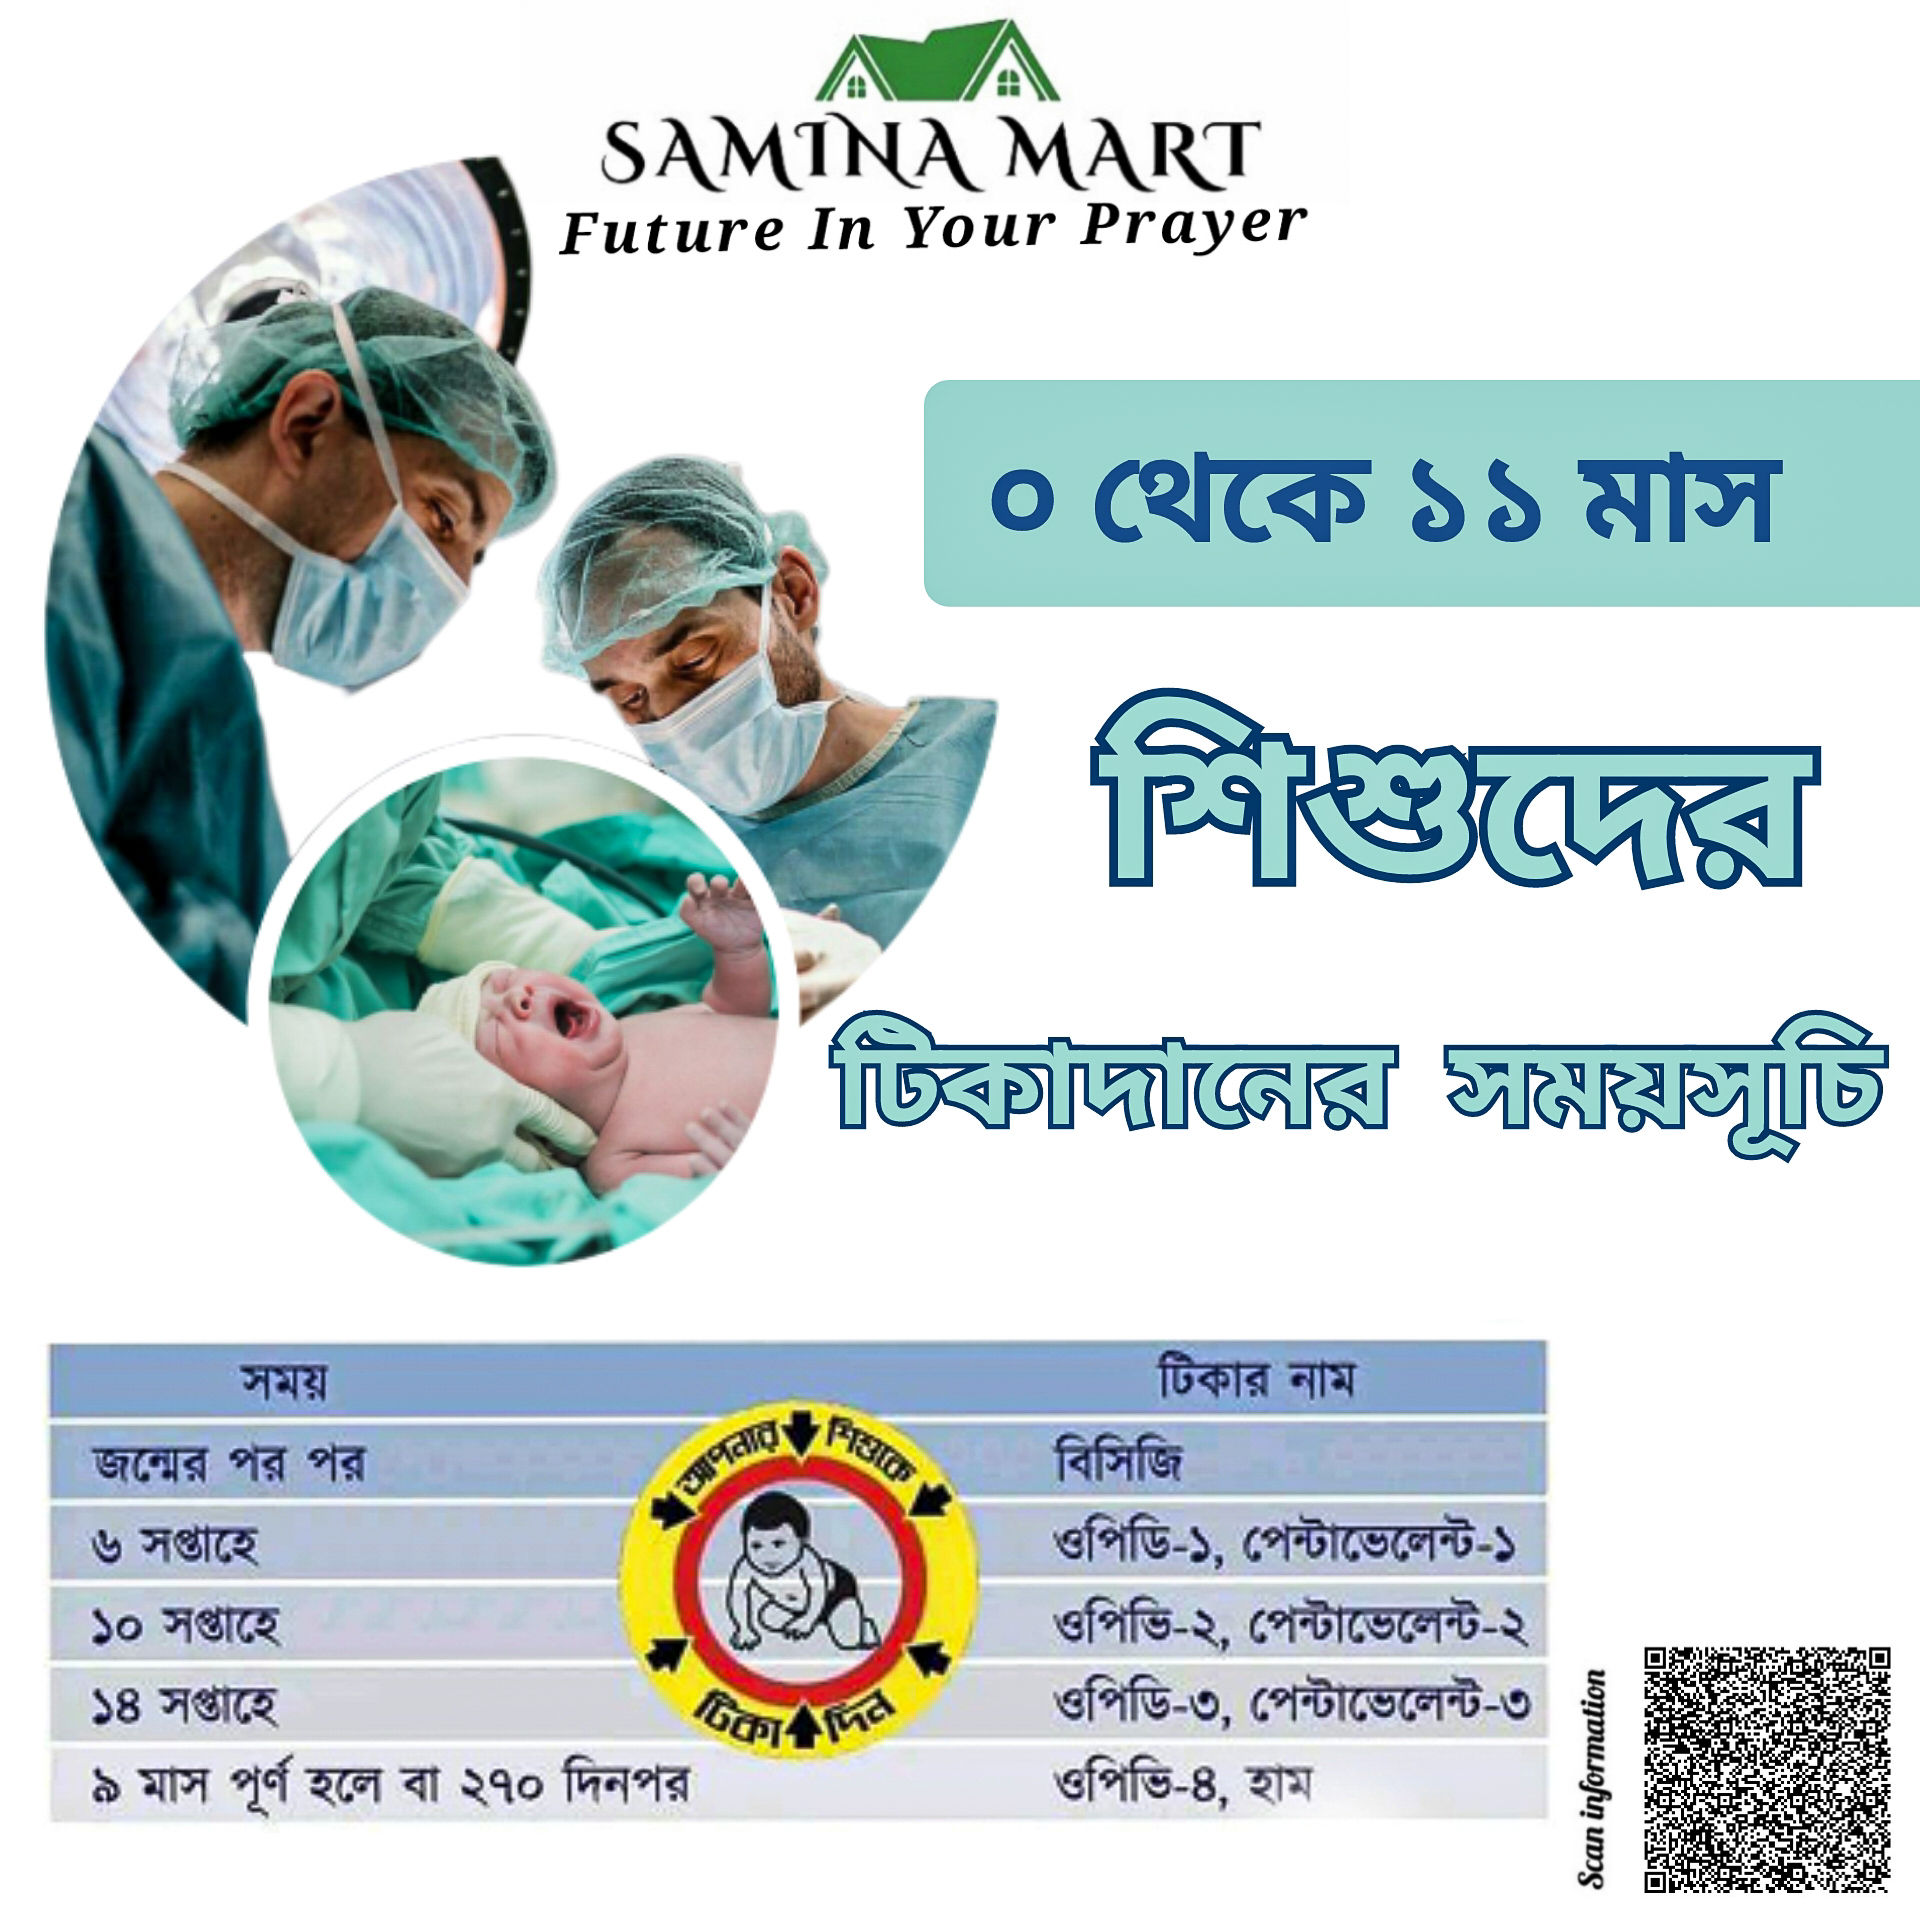 SAMINA MART
Future In Your Prayer
০ থেকে ১১ মাস
শিশুদের
টিকাদানের সময়সূচি
সময় টিকার নাম
জন্মের পর পর বিসিজি
৬ সপ্তাহে ওপিডি-১, পেন্টাভেলেন্ট-১
১০ সপ্তাহে ওপিভি-২, পেন্টাভেলেন্ট-২
১৪ সপ্তাহে ওপিডি-৩, পেন্টাভেলেন্ট-৩
৯ মাস পূর্ণ হলে বা ২৭০ দিনপর ওপিভি-৪, হাম
আপনার শিশুকে
টিকা দিন
Scan information